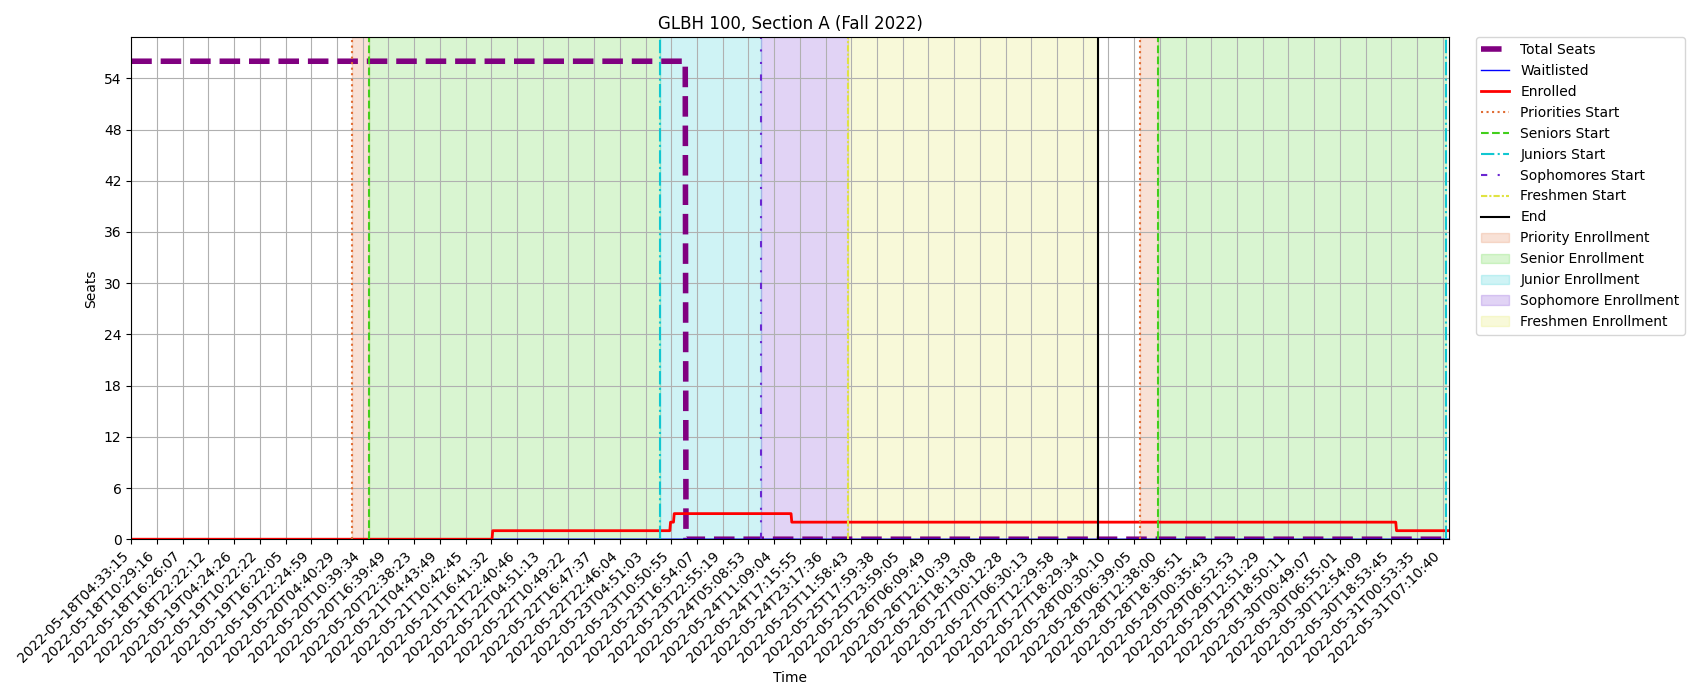 GLBH 100, Section A (Fall 2022)
Seats
54
48
42
36
30
24
18
12
6
0
2022-05-18T04:33:15
2022-05-18T10:29:16
2022-05-18T16:26:07
2022-05-18T22:22:12
2022-05-19T04:24:26
2022-05-19T10:22:22
2022-05-19T16:22:05
2022-05-19T22:24:59
2022-05-20T04:40:29
2022-05-20T10:39:34
2022-05-20T16:39:49
2022-05-20T22:38:23
2022-05-21T04:43:49
2022-05-21T10:42:45
2022-05-21T16:41:32
2022-05-21T22:40:46
2022-05-22T04:51:13
2022-05-22T10:49:22
2022-05-22T16:47:37
2022-05-22T22:46:04
2022-05-23T04:51:03
2022-05-23T10:50:55
2022-05-23T16:54:07
2022-05-23T22:55:19
2022-05-24T05:08:53
2022-05-24T11:09:04
2022-05-24T17:15:55
2022-05-24T23:17:36
2022-05-25T11:58:43
2022-05-25T17:59:38
2022-05-25T23:59:05
2022-05-26T06:09:49
2022-05-26T12:10:39
2022-05-26T18:13:08
2022-05-27T00:12:28
2022-05-27T06:30:13
2022-05-27T12:29:58
2022-05-27T18:29:34
2022-05-28T00:30:10
2022-05-28T06:39:05
2022-05-28T12:38:00
2022-05-28T18:36:51
2022-05-29T00:35:43
2022-05-29T06:52:53
2022-05-29T12:51:29
2022-05-29T18:50:11
2022-05-30T00:49:07
2022-05-30T06:55:01
2022-05-30T12:54:09
2022-05-30T18:53:45
2022-05-31T00:53:35
2022-05-31T07:10:40
Time
Total Seats
Waitlisted
Enrolled
Priorities Start
Seniors Start
Juniors Start
Sophomores Start
Freshmen Start
End
Priority Enrollment
Senior Enrollment
Junior Enrollment
Sophomore Enrollment
Freshmen Enrollment